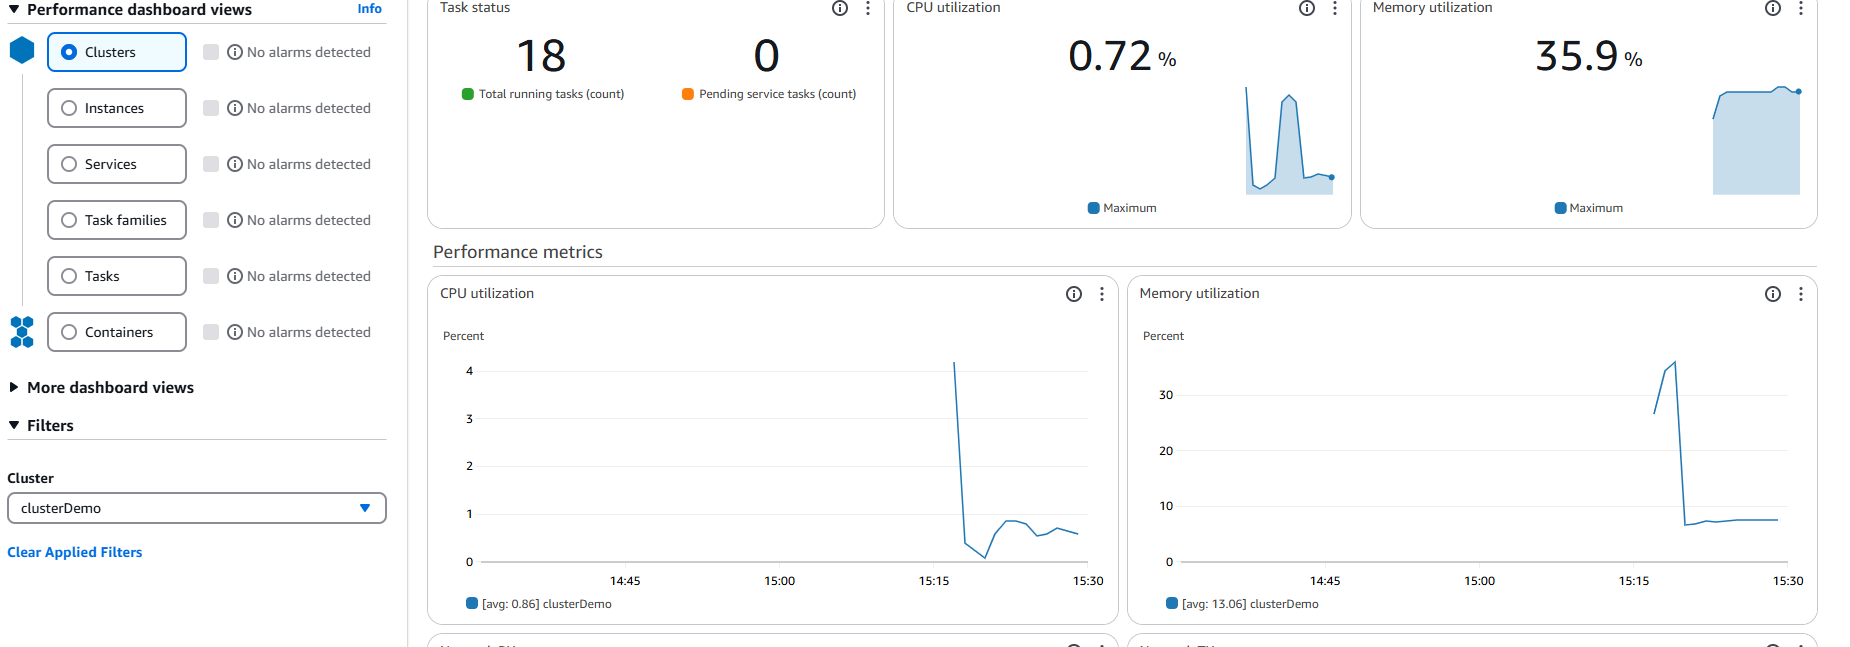 Performance dashboard views
Info
Clusters
No alarms detected
Instances
No alarms detected
Services
No alarms detected
Task families
No alarms detected
Tasks
No alarms detected
Containers
No alarms detected
More dashboard views
Filters
Cluster
clusterDemo
Clear Applied Filters
Task status
18
0
Total running tasks (count)
Pending service tasks (count)
CPU utilization
0.72 %
Maximum
Memory utilization
35.9 %
Maximum
Performance metrics
CPU utilization
Percent
4
3
2
1
0
14:45
15:00
15:15
15:30
[avg: 0.86] clusterDemo
Memory utilization
Percent
30
20
10
0
14:45
15:00
15:15
15:30
[avg: 13.06] clusterDemo